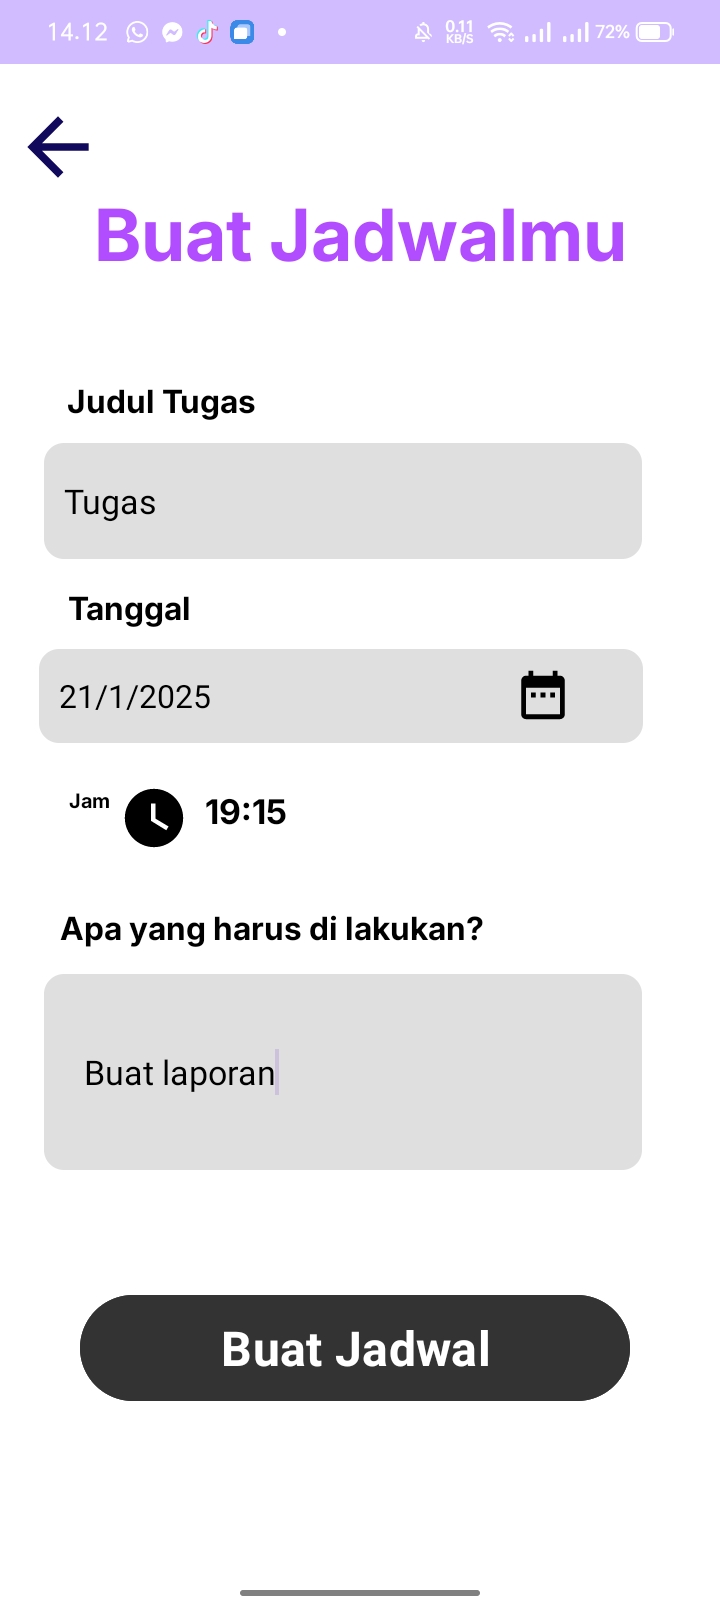 14.12 0.11 KB/S 72%
Buat Jadwalmu
Judul Tugas
Tugas
Tanggal
21/1/2025
Jam 19:15
Apa yang harus di lakukan?
Buat laporan
Buat Jadwal